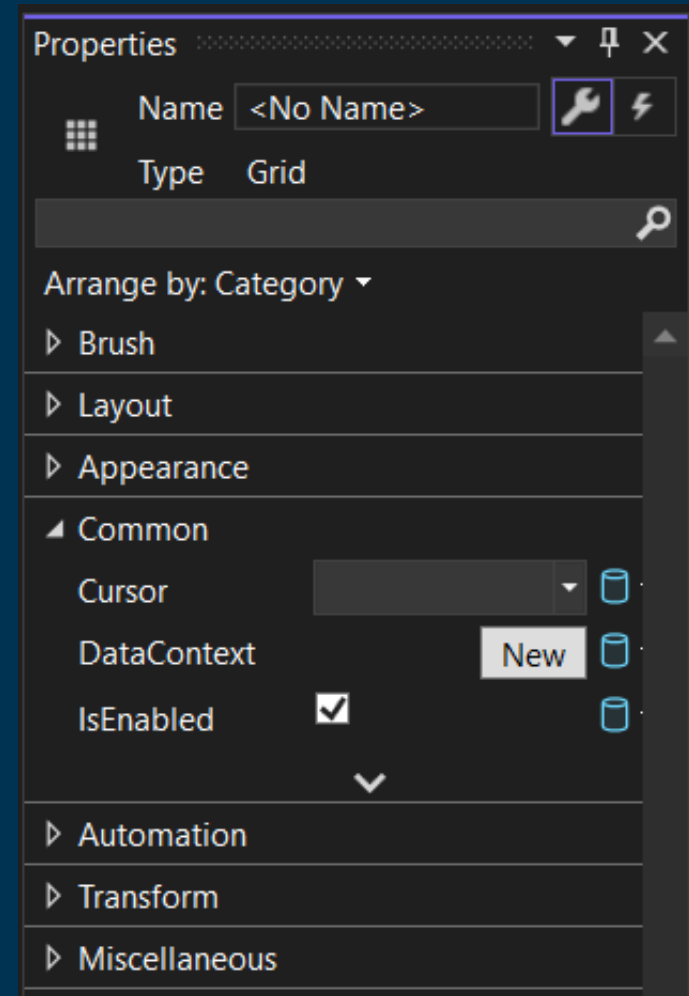 Properties
Name <No Name>
Type Grid
Arrange by: Category
Brush
Layout
Appearance
Common
Cursor
DataContext New
IsEnabled
Automation
Transform
Miscellaneous